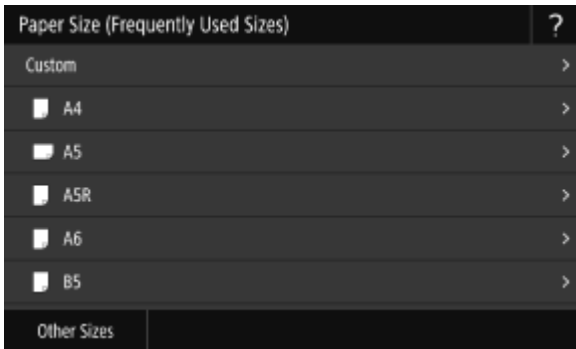 Paper Size (Frequently Used Sizes) ?
Custom >
A4 >
A5 >
A5R >
A6 >
B5 >
Other Sizes